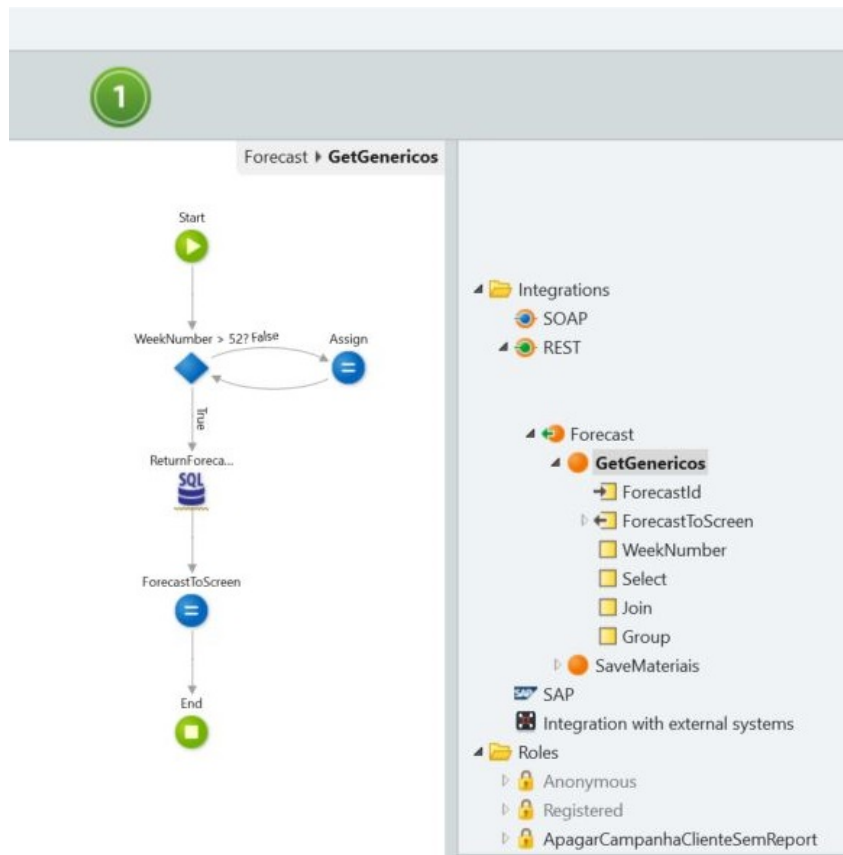 1
Forecast GetGenericos
Start
WeekNumber > 52? False
Assign
True
ReturnForeca...
SQL
ForecastToScreen
End
Integrations
SOAP
REST
Forecast
GetGenericos
ForecastId
ForecastToScreen
WeekNumber
Select
Join
Group
SaveMateriais
SAP SAP
Integration with external systems
Roles
Anonymous
Registered
ApagarCampanhaClienteSemReport